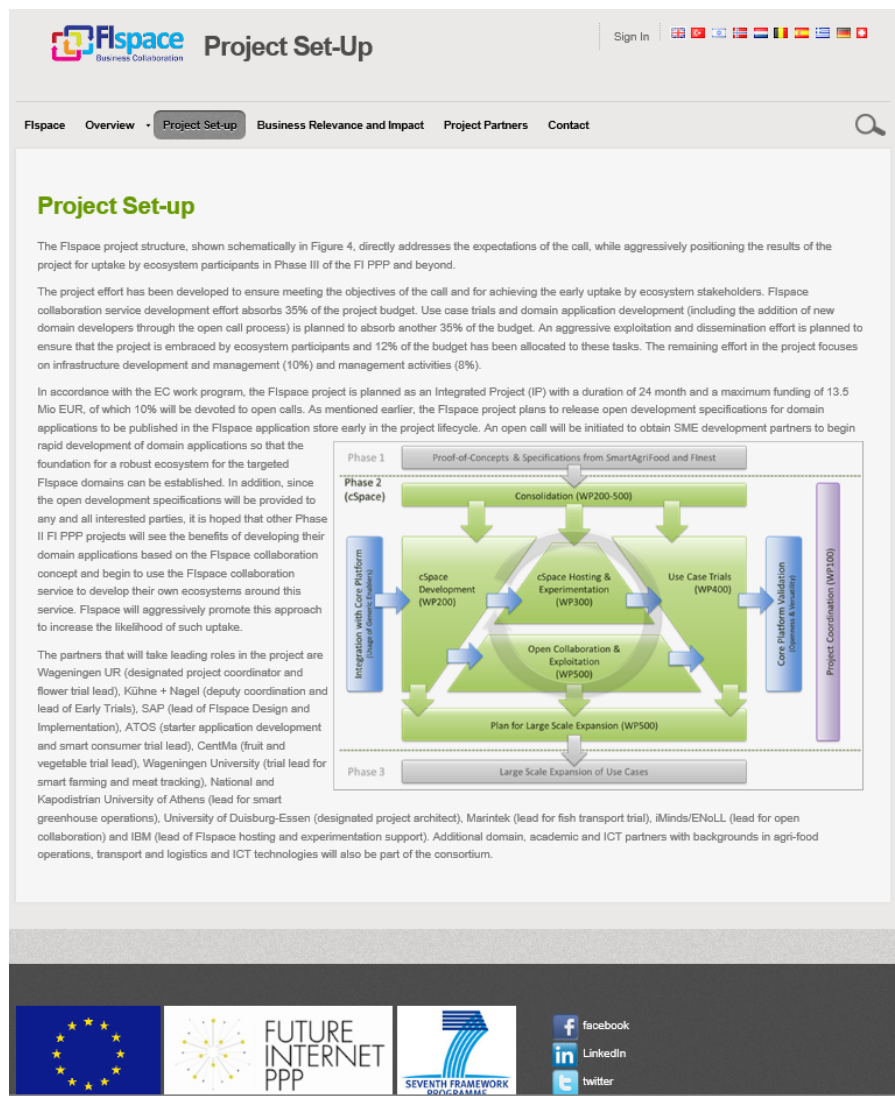 FIspace
Business Collaboration
Project Set-Up
Sign In
FIspace Overview Project Set-up Business Relevance and Impact Project Partners Contact
Project Set-up
The FIspace project structure, shown schematically in Figure 4, directly addresses the expectations of the call, while aggressively positioning the results of the
project for uptake by ecosystem participants in Phase III of the FI PPP and beyond.
The project effort has been developed to ensure meeting the objectives of the call and for achieving the early uptake by ecosystem stakeholders. FIspace
collaboration service development effort absorbs 35% of the project budget. Use case trials and domain application development (including the addition of new
domain developers through the open call process) is planned to absorb another 35% of the budget. An aggressive exploitation and dissemination effort is planned to
ensure that the project is embraced by ecosystem participants and 12% of the budget has been allocated to these tasks. The remaining effort in the project focuses
on infrastructure development and management (10%) and management activities (8%).
In accordance with the EC work program, the FIspace project is planned as an Integrated Project (IP) with a duration of 24 month and a maximum funding of 13.5
Mio EUR, of which 10% will be devoted to open calls. As mentioned earlier, the FIspace project plans to release open development specifications for domain
applications to be published in the FIspace application store early in the project lifecycle. An open call will be initiated to obtain SME development partners to begin
rapid development of domain applications so that the
foundation for a robust ecosystem for the targeted
FIspace domains can be established. In addition, since
the open development specifications will be provided to
any and all interested parties, it is hoped that other Phase
II FI PPP projects will see the benefits of developing their
domain applications based on the FIspace collaboration
concept and begin to use the FIspace collaboration
service to develop their own ecosystems around this
service. FIspace will aggressively promote this approach
to increase the likelihood of such uptake.
The partners that will take leading roles in the project are
Wageningen UR (designated project coordinator and
flower trial lead), Kühne + Nagel (deputy coordination and
lead of Early Trials), SAP (lead of FIspace Design and
Implementation), ATOS (starter application development
and smart consumer trial lead), CentMa (fruit and
vegetable trial lead), Wageningen University (trial lead for
smart farming and meat tracking), National and
Kapodistrian University of Athens (lead for smart
greenhouse operations), University of Duisburg-Essen (designated project architect), Marintek (lead for fish transport trial), iMinds/ENoLL (lead for open
collaboration) and IBM (lead of FIspace hosting and experimentation support). Additional domain, academic and ICT partners with backgrounds in agri-food
operations, transport and logistics and ICT technologies will also be part of the consortium.
Phase 1
Proof-of-Concepts & Specifications from SmartAgriFood and FInest
Phase 2
(cSpace)
Consolidation (WP200-500)
Integration with Core Platform
(Usage of Generic Enablers)
cSpace
Development
(WP200)
cSpace Hosting &
Experimentation
(WP300)
Use Case Trials
(WP400)
Core Platform Validation
(Openness & Versatility)
Project Coordination (WP100)
Open Collaboration &
Exploitation
(WP500)
Plan for Large Scale Expansion (WP500)
Phase 3
Large Scale Expansion of Use Cases
FUTURE
INTERNET
PPP
7
SEVENTH FRAMEWORK
PROGRAMME
facebook
LinkedIn
twitter